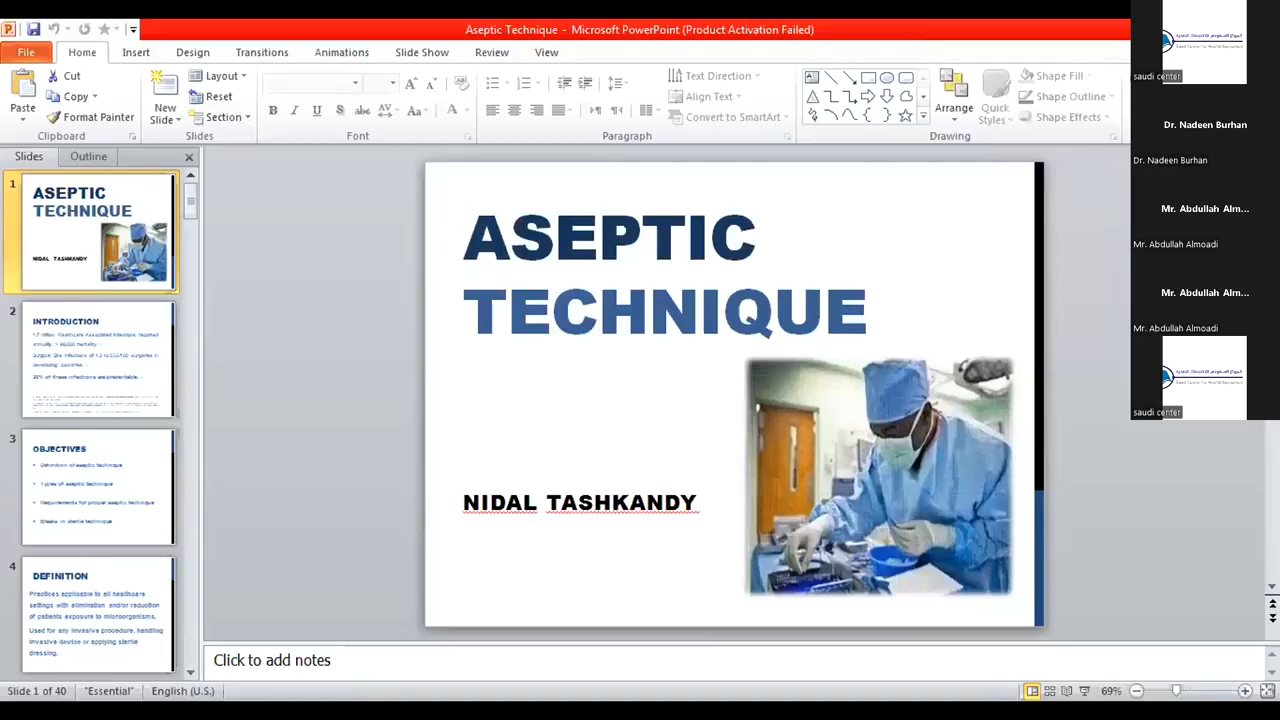 Aseptic Technique - Microsoft PowerPoint (Product Activation Failed)
File
Home
Insert
Design
Transitions
Animations
Slide Show
Review
View
Paste
Cut
Copy
Format Painter
Clipboard
New
Slide
Layout
Reset
Section
Slides
Font
Paragraph
Text Direction
Align Text
Convert to SmartArt
Arrange
Quick
Styles
Shape Fill
Shape Outline
Shape Effects
Drawing
Slides
Outline
1
ASEPTIC
TECHNIQUE
NIDAL TASHKANDY
2
INTRODUCTION
3
OBJECTIVES
Definition of aseptic technique
Types of aseptic technique
Requirements for proper aseptic technique
Breaks in sterile technique
4
DEFINITION
Practices applicable to all healthcare
settings with elimination and/or reduction
of patients exposure to microorganisms.
Used for any invasive procedure, handling
invasive device or applying sterile
dressing.
ASEPTIC
TECHNIQUE
NIDAL TASHKANDY
Click to add notes
Slide 1 of 40
"Essential"
English (U.S.)
69%
saudi center
Dr. Nadeen Burhan
Dr. Nadeen Burhan
Mr. Abdullah Alm...
Mr. Abdullah Almoadi
Mr. Abdullah Alm...
Mr. Abdullah Almoadi
saudi center